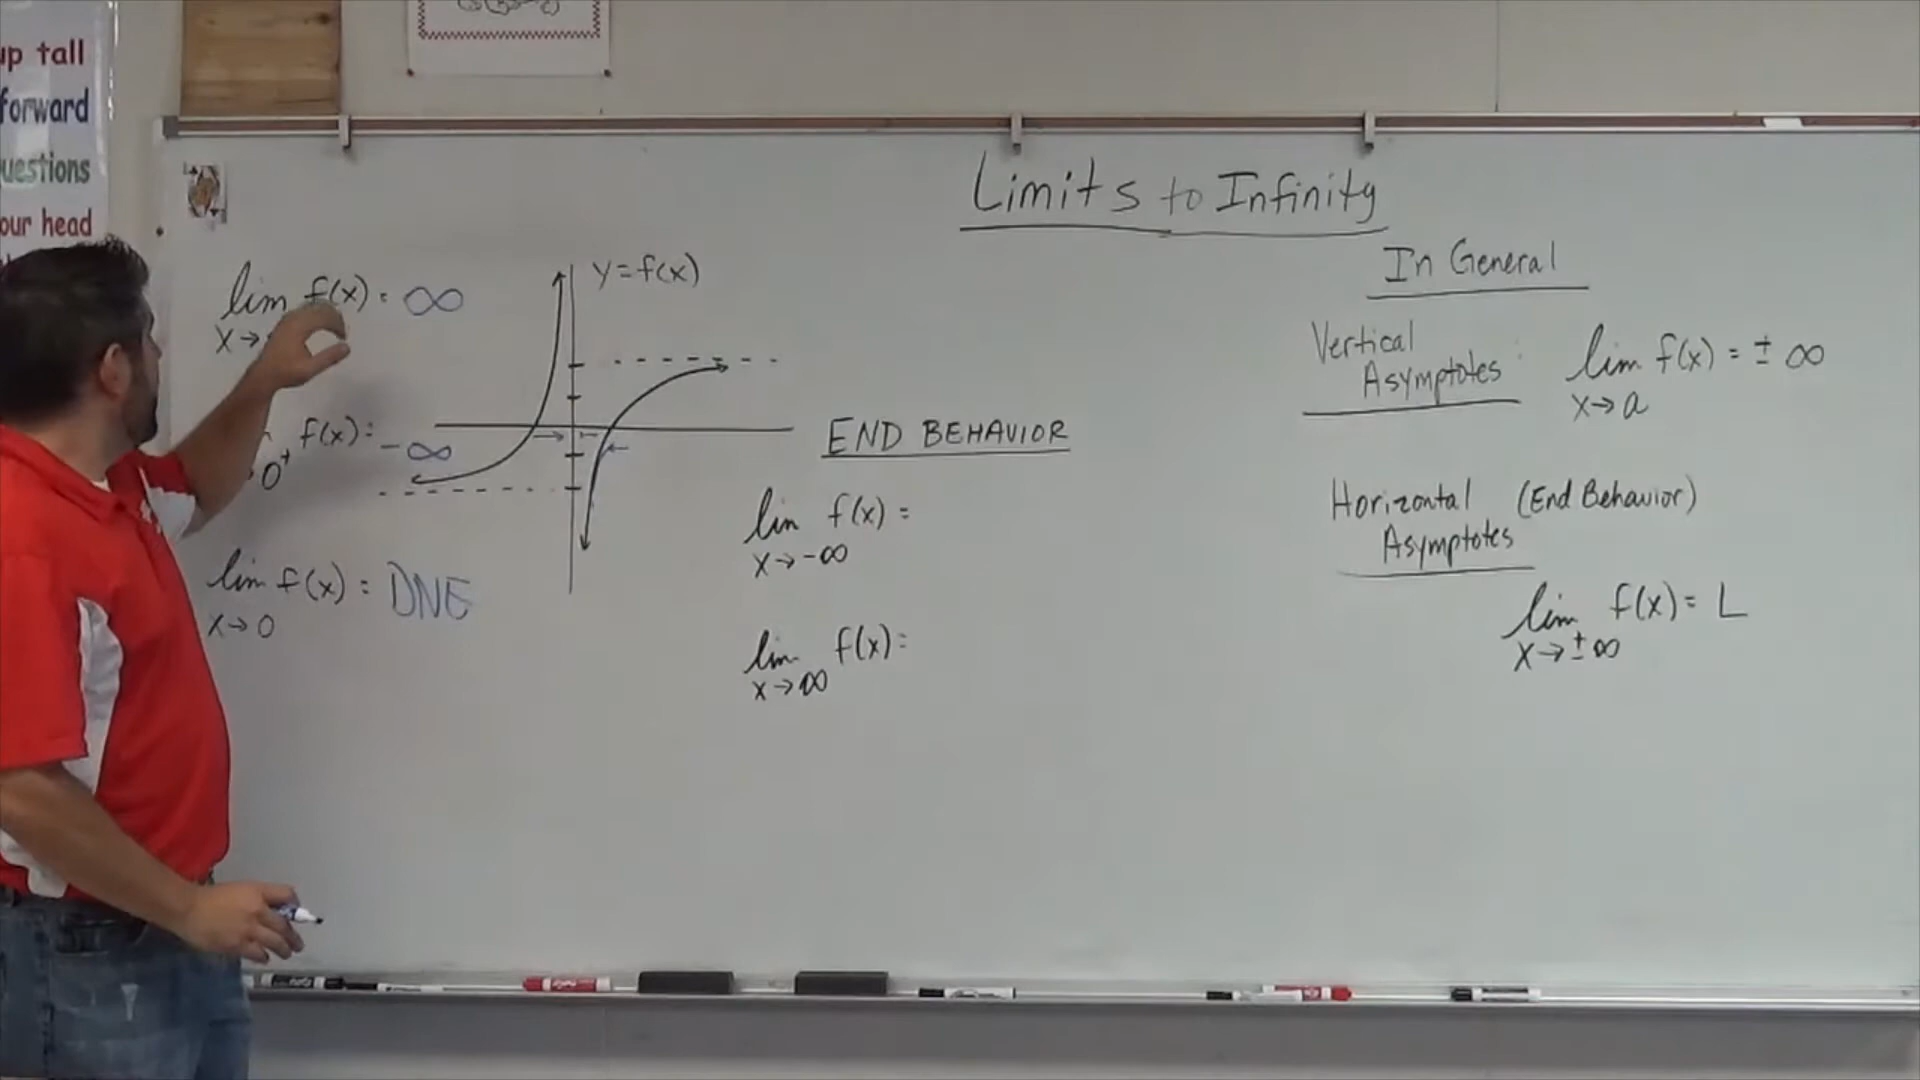 up tall
forward
uestions
our head
Limits to Infinity
lim f(x) = ∞
x→
y=f(x)
f(x) = -∞
→0⁺
lim f(x) = DNE
x→0
END BEHAVIOR
lim f(x) =
x→-∞
lim f(x) =
x→∞
In General
Vertical
Asymptotes
lim f(x) = ± ∞
x→a
Horizontal (End Behavior)
Asymptotes
lim f(x) = L
x→±∞